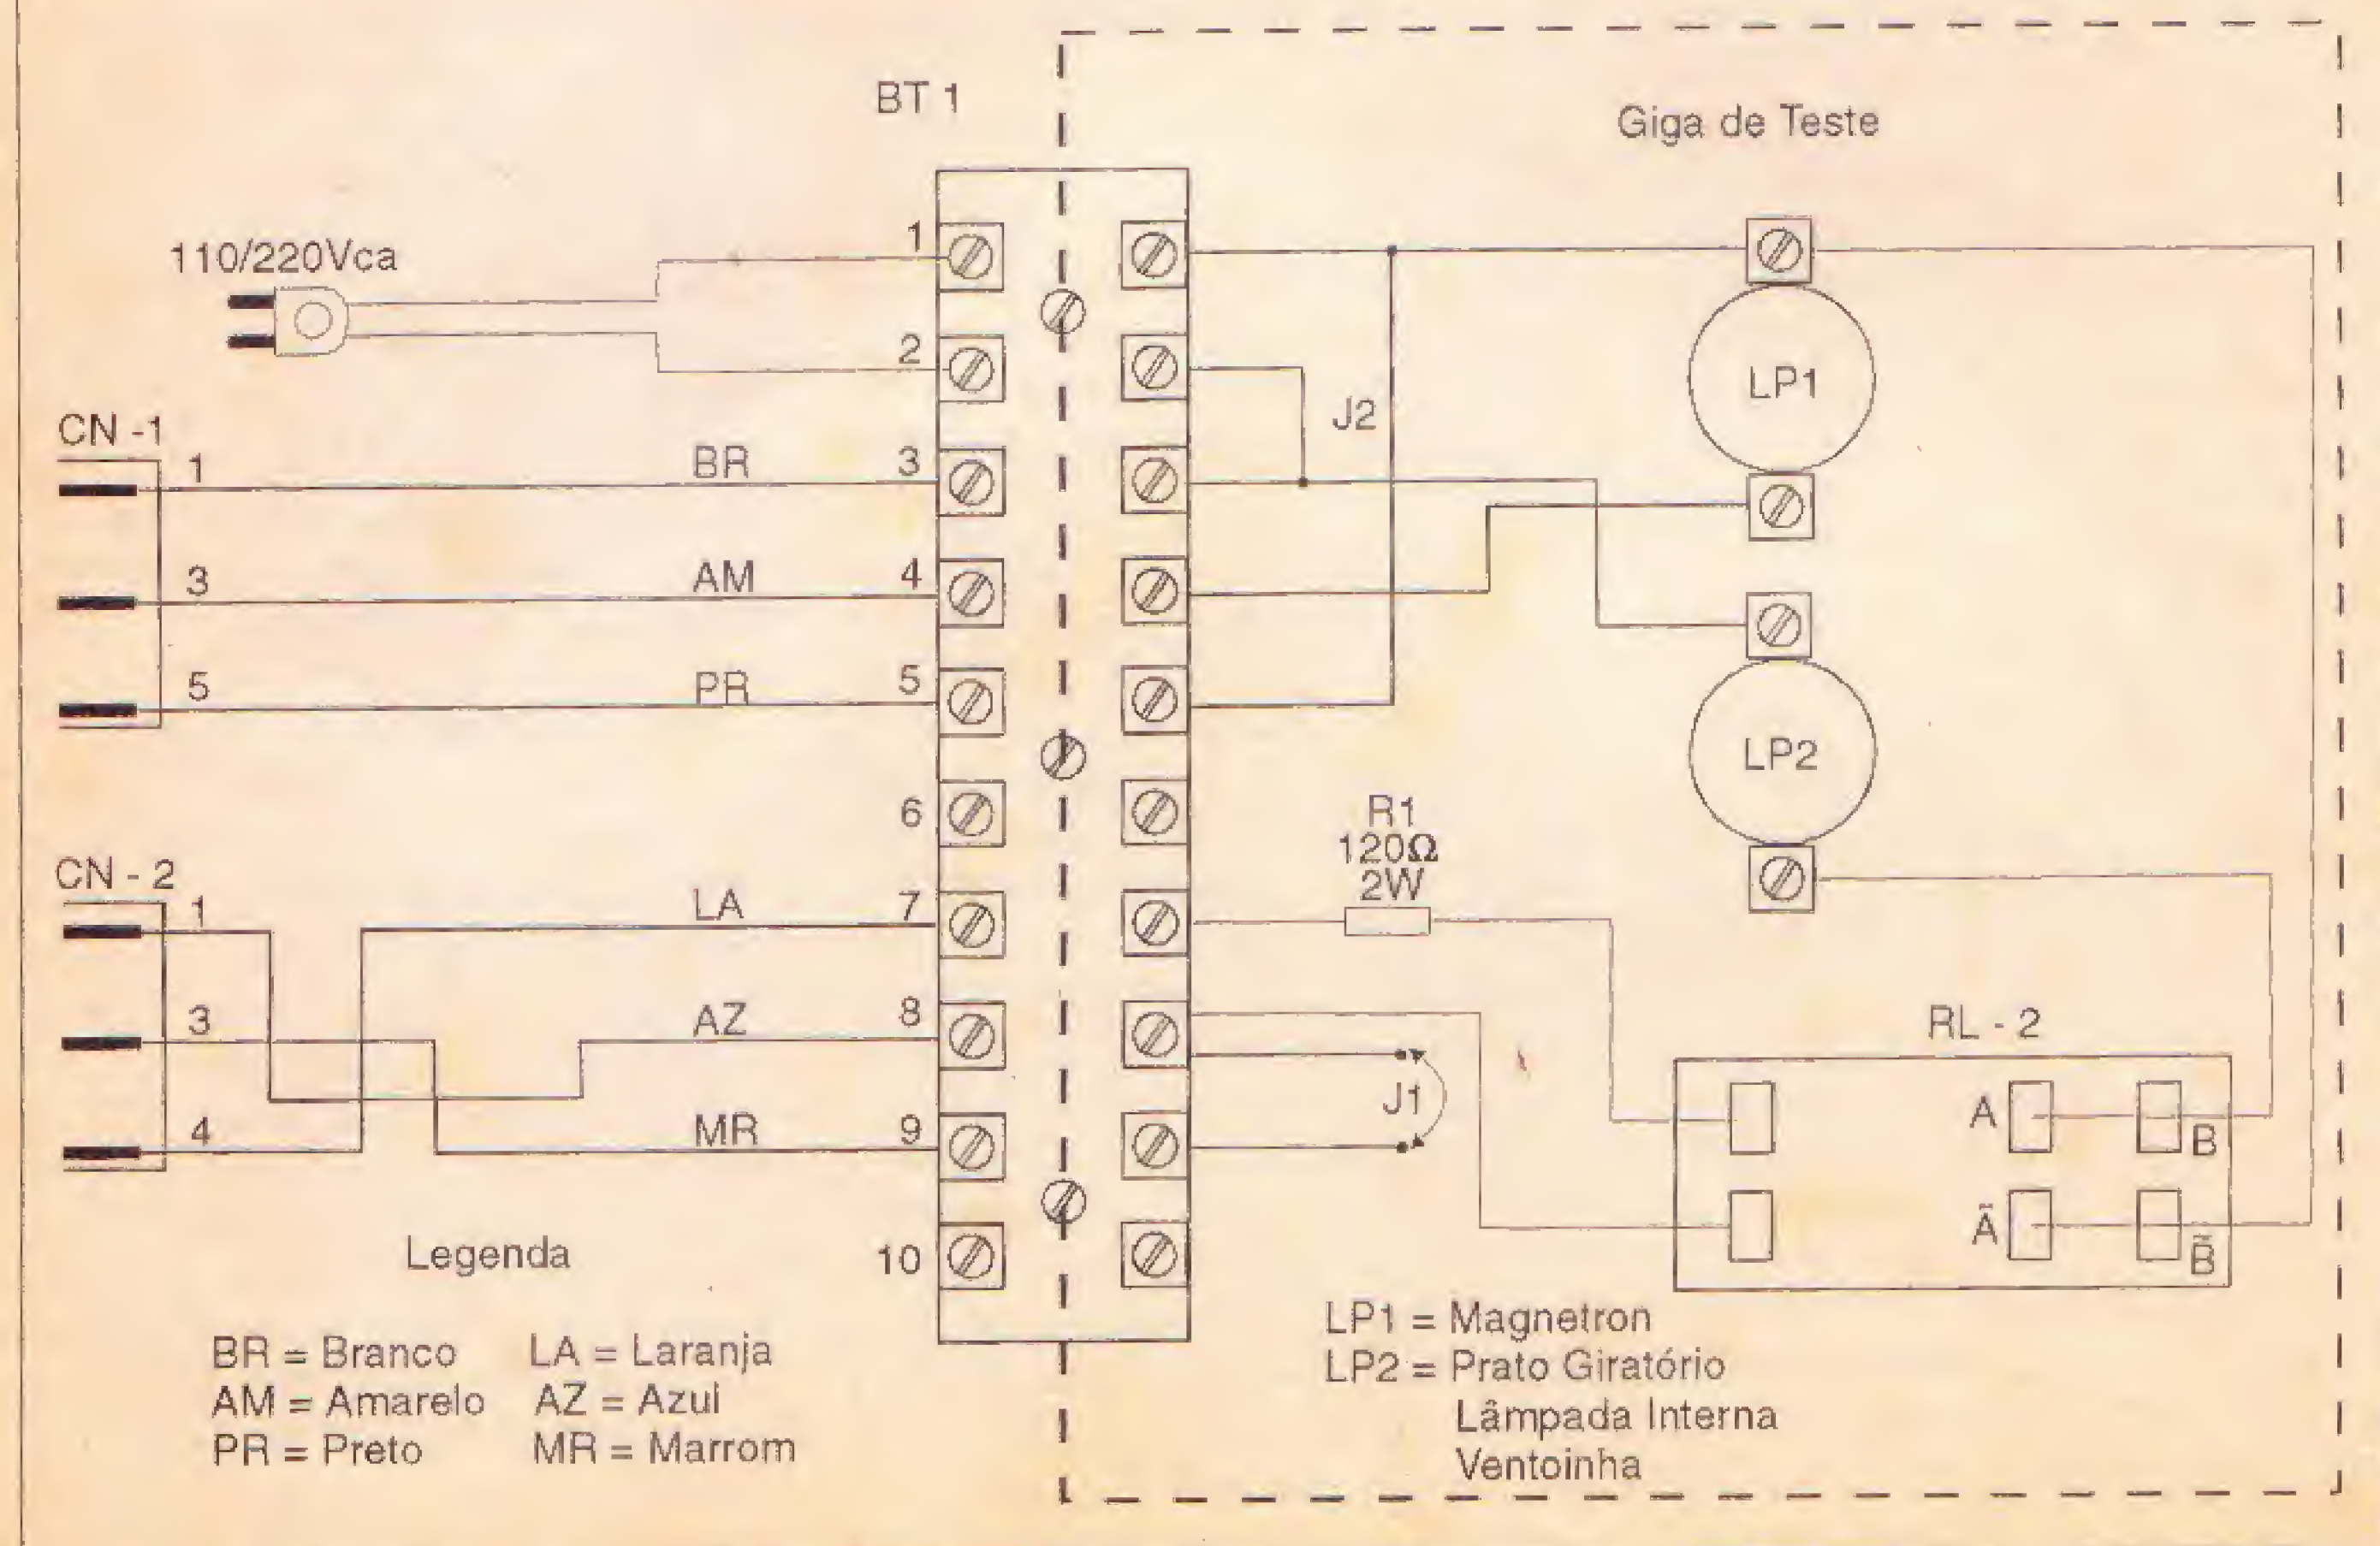 BT 1
Giga de Teste
110/220Vca
1
2
CN -1
1
BR
3
3
AM
4
5
PR
5
6
CN - 2
1
LA
7
3
AZ
8
4
MR
9
10
J2
LP1
LP2
R1
120Ω
2W
J1
RL - 2
A
B
Ã
B̃
Legenda
BR = Branco LA = Laranja
AM = Amarelo AZ = Azul
PR = Preto MR = Marrom
LP1 = Magnetron
LP2 = Prato Giratório
Lâmpada Interna
Ventoinha